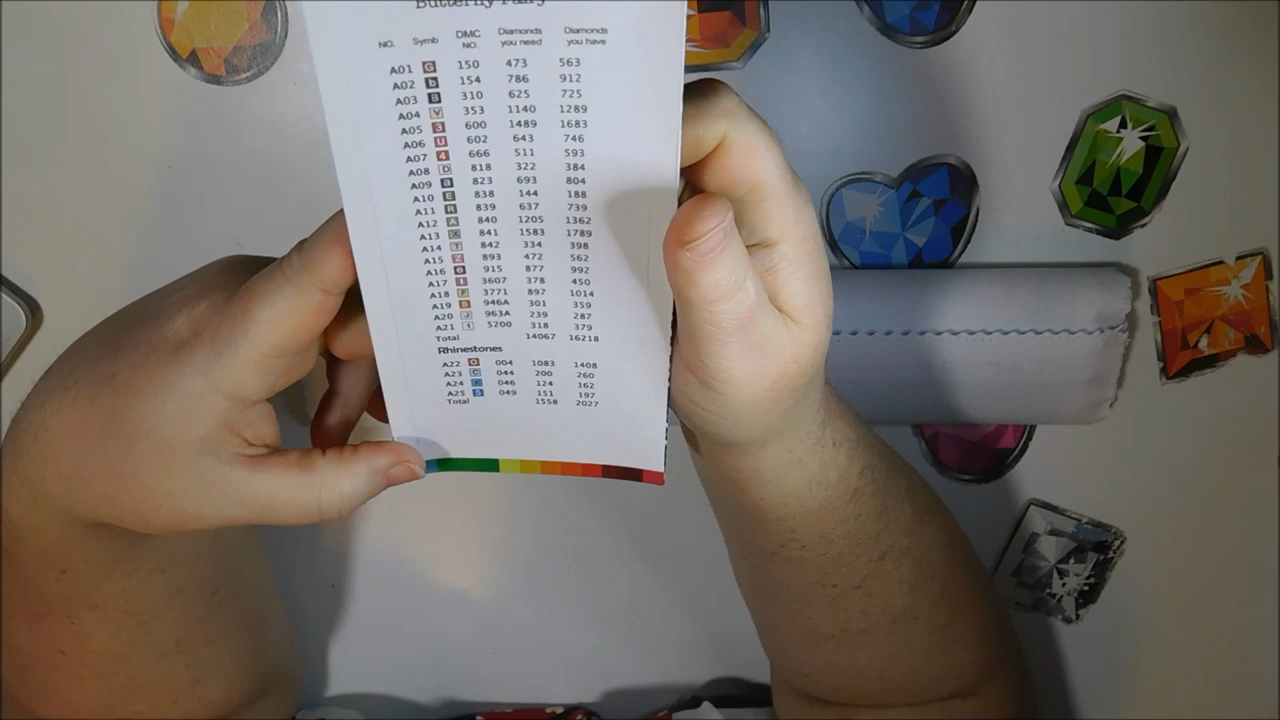 Butterfly Fairy
NO. Symb DMC NO. Diamonds you need Diamonds you have
A01 G 150 473 563
A02 b 154 786 912
A03 B 310 625 725
A04 V 353 1140 1289
A05 3 600 1489 1683
A06 U 602 643 746
A07 4 666 511 593
A08 D 818 322 384
A09 8 823 693 804
A10 E 838 144 188
A11 R 839 637 739
A12 A 840 1205 1362
A13 X 841 1583 1789
A14 T 842 334 398
A15 Z 893 472 562
A16 915 877 992
A17 I 3607 378 450
A18 F 3771 897 1014
A19 946A 301 359
A20 J 963A 239 287
A21 1 5200 318 379
Total 14067 16218
Rhinestones
A22 O 004 1083 1408
A23 C 044 200 260
A24 K 046 124 162
A25 5 049 151 197
Total 1558 2027